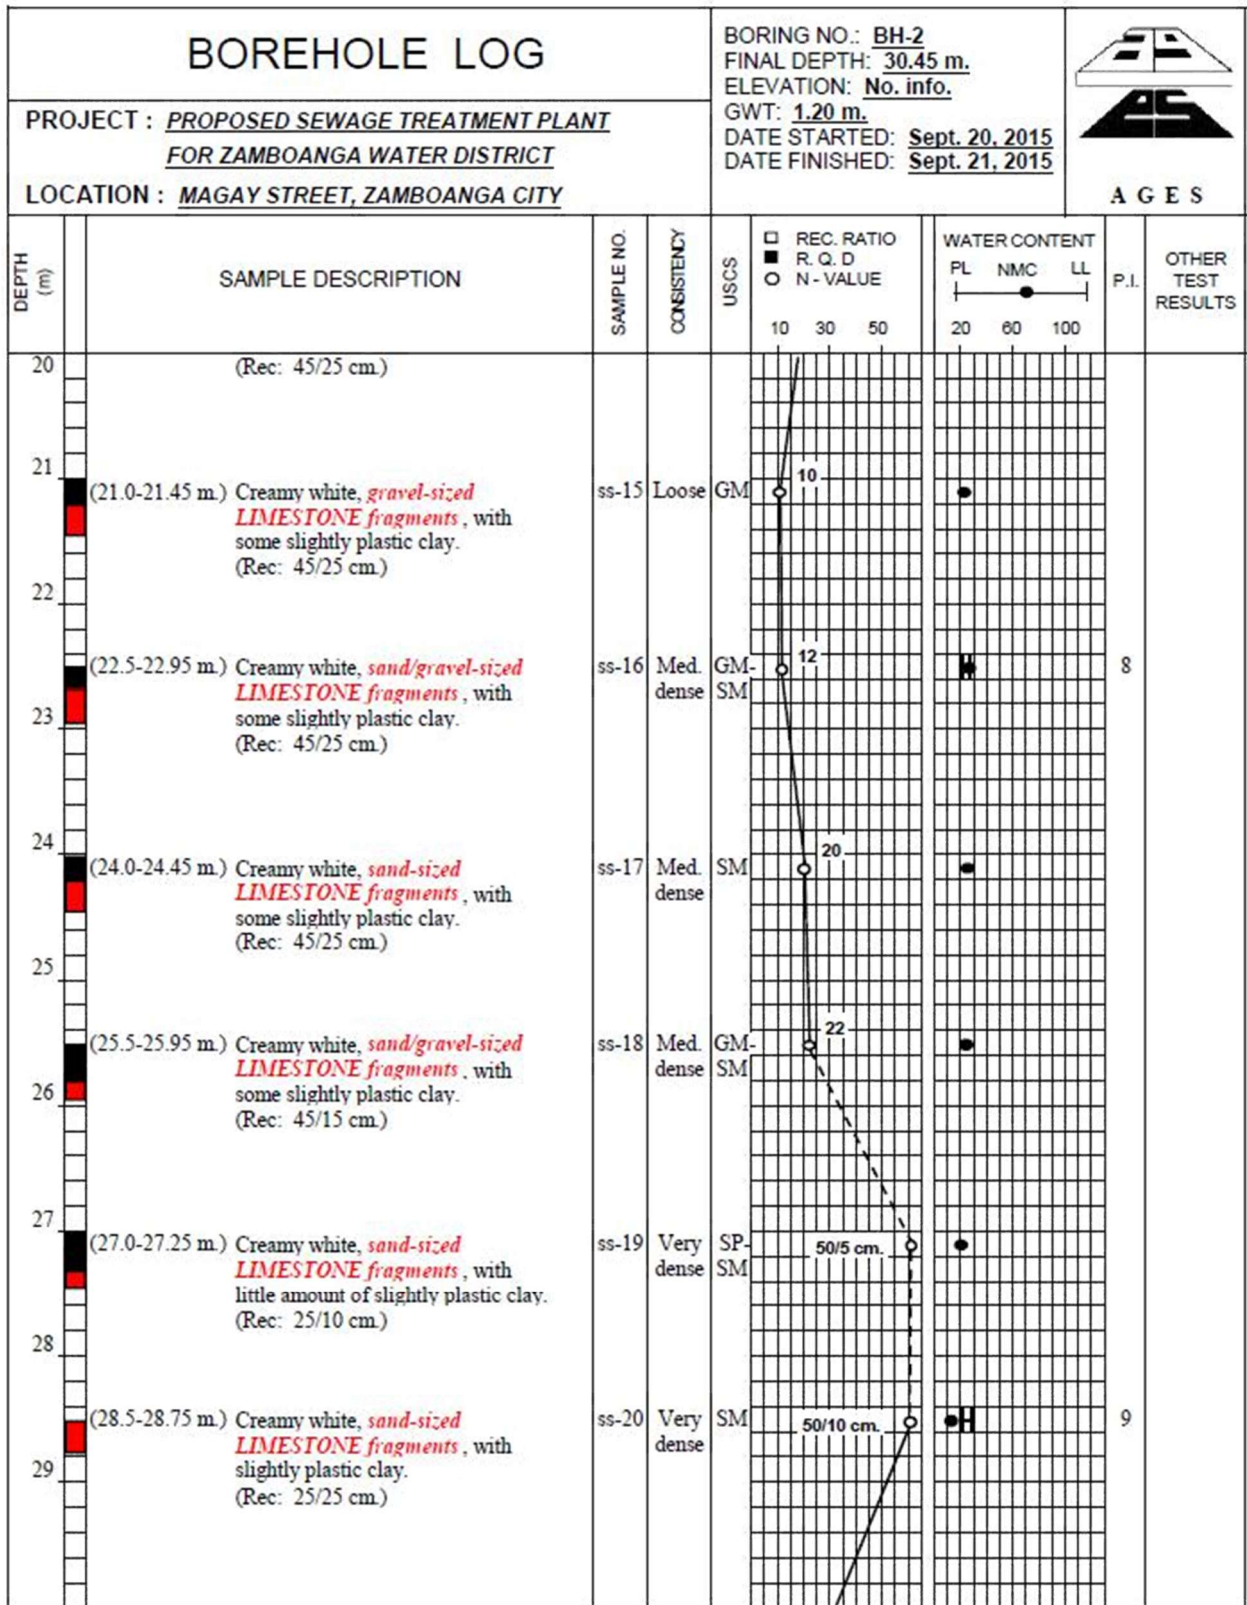 BOREHOLE LOG
PROJECT : PROPOSED SEWAGE TREATMENT PLANT
FOR ZAMBOANGA WATER DISTRICT
LOCATION : MAGAY STREET, ZAMBOANGA CITY
BORING NO.: BH-2
FINAL DEPTH: 30.45 m.
ELEVATION: No. info.
GWT: 1.20 m.
DATE STARTED: Sept. 20, 2015
DATE FINISHED: Sept. 21, 2015
A G E S
DEPTH
(m)
SAMPLE DESCRIPTION
SAMPLE NO.
CONSISTENCY
USCS
REC. RATIO
R. Q. D
N - VALUE
10 30 50
WATER CONTENT
PL NMC LL
20 60 100
P.I.
OTHER
TEST
RESULTS
20 (Rec: 45/25 cm.)
21
(21.0-21.45 m.) Creamy white, gravel-sized ss-15 Loose GM 10
LIMESTONE fragments , with
some slightly plastic clay.
(Rec: 45/25 cm.)
22
(22.5-22.95 m.) Creamy white, sand/gravel-sized ss-16 Med. GM- 12 8
LIMESTONE fragments , with dense SM
some slightly plastic clay.
23
(Rec: 45/25 cm.)
24
(24.0-24.45 m.) Creamy white, sand-sized ss-17 Med. SM 20
LIMESTONE fragments , with dense
some slightly plastic clay.
(Rec: 45/25 cm.)
25
(25.5-25.95 m.) Creamy white, sand/gravel-sized ss-18 Med. GM- 22
LIMESTONE fragments , with dense SM
26 some slightly plastic clay.
(Rec: 45/15 cm.)
27
(27.0-27.25 m.) Creamy white, sand-sized ss-19 Very SP- 50/5 cm.
LIMESTONE fragments , with dense SM
little amount of slightly plastic clay.
(Rec: 25/10 cm.)
28
(28.5-28.75 m.) Creamy white, sand-sized ss-20 Very SM 50/10 cm. 9
LIMESTONE fragments , with dense
29 slightly plastic clay.
(Rec: 25/25 cm.)